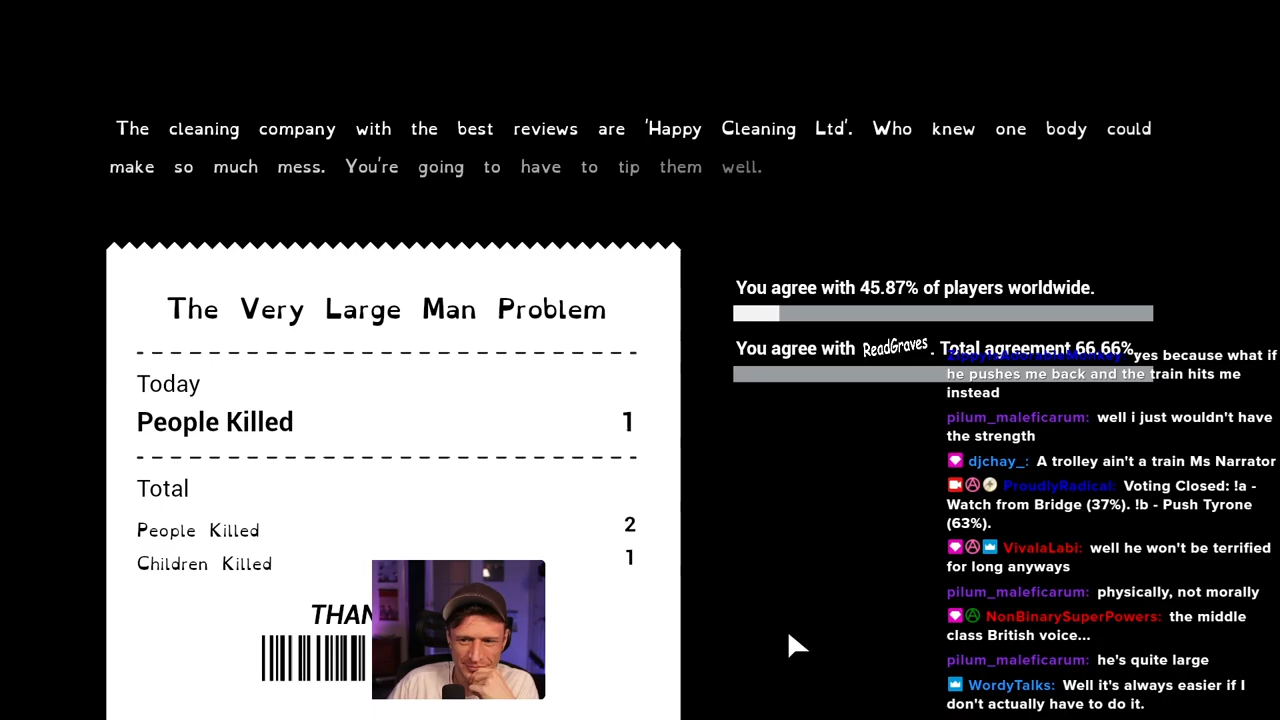 The cleaning company with the best reviews are 'Happy Cleaning Ltd'. Who knew one body could
make so much mess. You're going to have to tip them well.
The Very Large Man Problem
Today
People Killed 1
Total
People Killed 2
Children Killed 1
THAN
You agree with 45.87% of players worldwide.
You agree with ReadGraves. Total agreement 66.66%
yes because what if
he pushes me back and the train hits me
instead
pilum_maleficarum: well i just wouldn't have
the strength
djchay_: A trolley ain't a train Ms Narrator
ProudlyRadical: Voting Closed: !a -
Watch from Bridge (37%). !b - Push Tyrone
(63%).
VivalaLabi: well he won't be terrified
for long anyways
pilum_maleficarum: physically, not morally
NonBinarySuperPowers: the middle
class British voice...
pilum_maleficarum: he's quite large
WordyTalks: Well it's always easier if I
don't actually have to do it.